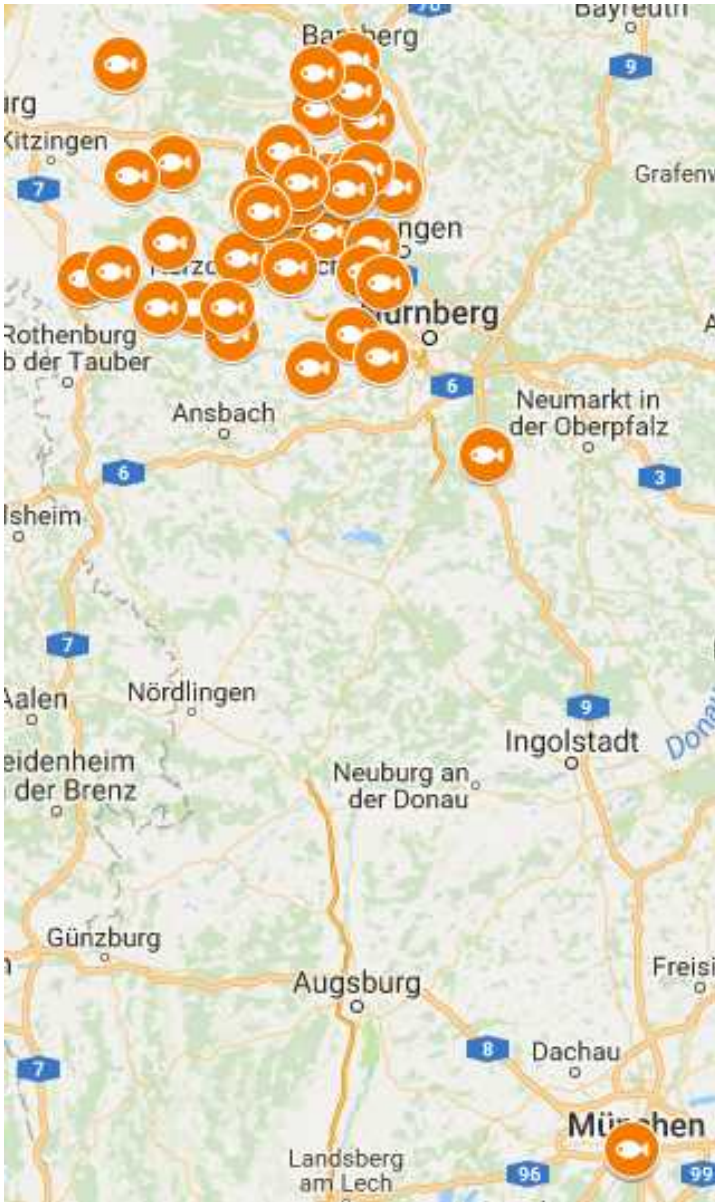 Bayreuth
9
Kitzingen
7
Grafenw
Nürnberg
Rothenburg
b der Tauber
6
Neumarkt in
der Oberpfalz
Ansbach
6
3
lsheim
7
Nördlingen
Aalen
9
Donau
Ingolstadt
eidenheim
der Brenz
Neuburg an
der Donau
Günzburg
Freisi
Augsburg
8
Dachau
7
München
Landsberg
am Lech
96
99